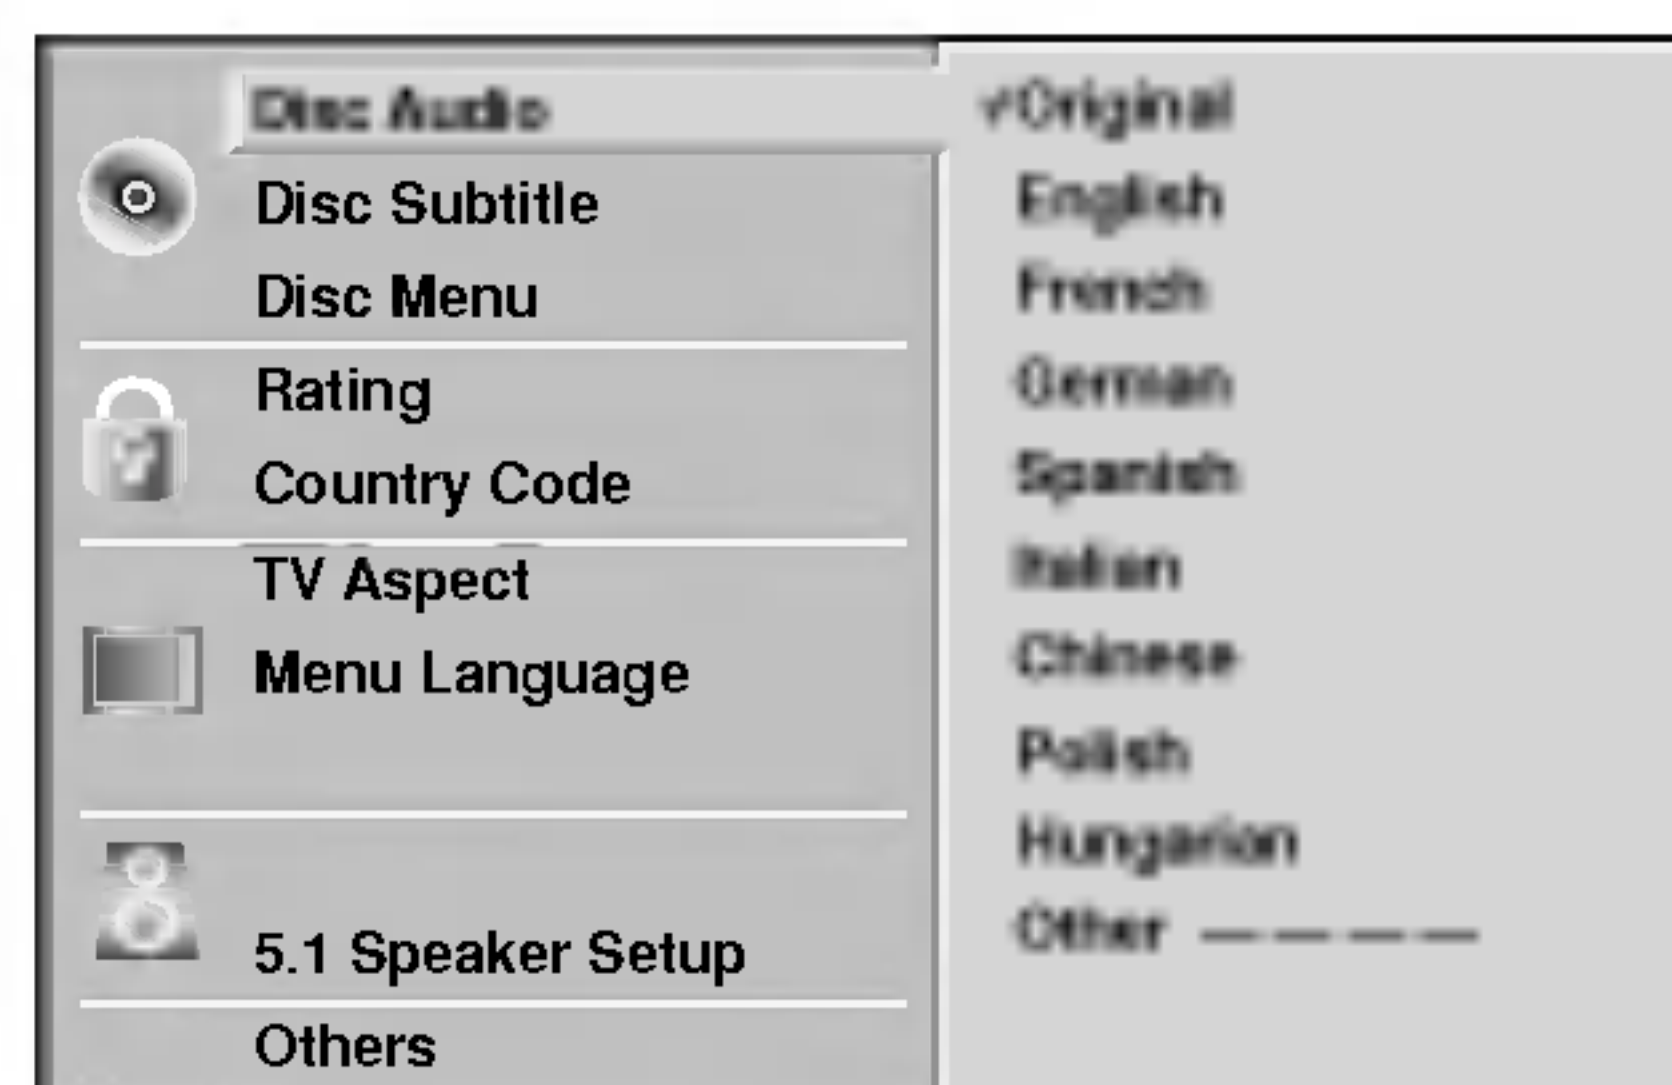 Disc Audio
Disc Subtitle
Disc Menu
Rating
Country Code
TV Aspect
Menu Language
5.1 Speaker Setup
Others
✓Original
English
French
German
Spanish
Italian
Chinese
Polish
Hungarian
Other — — — —